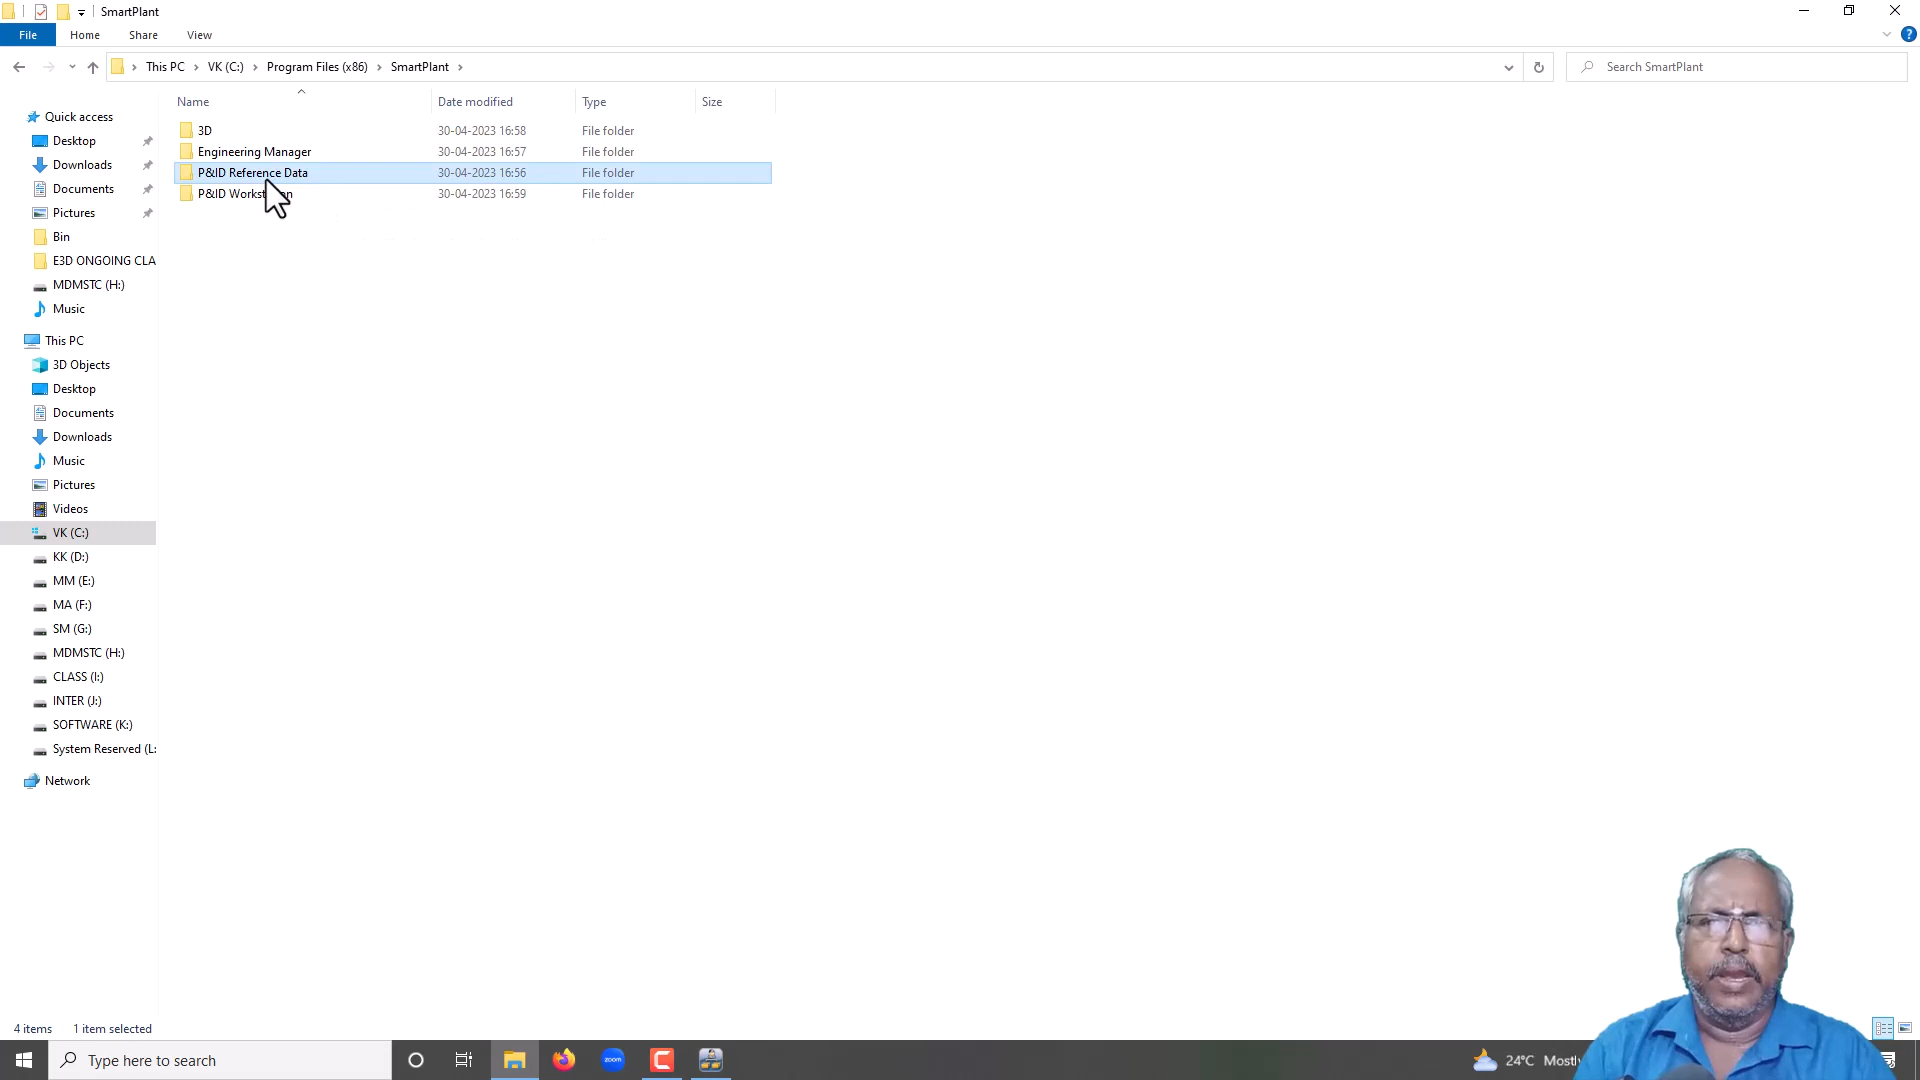 SmartPlant
File Home Share View
This PC VK (C:) Program Files (x86) SmartPlant
Search SmartPlant
Name Date modified Type Size
3D 30-04-2023 16:58 File folder
Engineering Manager 30-04-2023 16:57 File folder
P&ID Reference Data 30-04-2023 16:56 File folder
P&ID 30-04-2023 16:59 File folder
Quick access
Desktop
Downloads
Documents
Pictures
Bin
E3D ONGOING CLA
MDMSTC (H:)
Music
This PC
3D Objects
Desktop
Documents
Downloads
Music
Pictures
Videos
VK (C:)
KK (D:)
MM (E:)
MA (F:)
SM (G:)
MDMSTC (H:)
CLASS (I:)
INTER (J:)
SOFTWARE (K:)
System Reserved (L:
Network
4 items 1 item selected
Type here to search
zoom
24°C Mostly